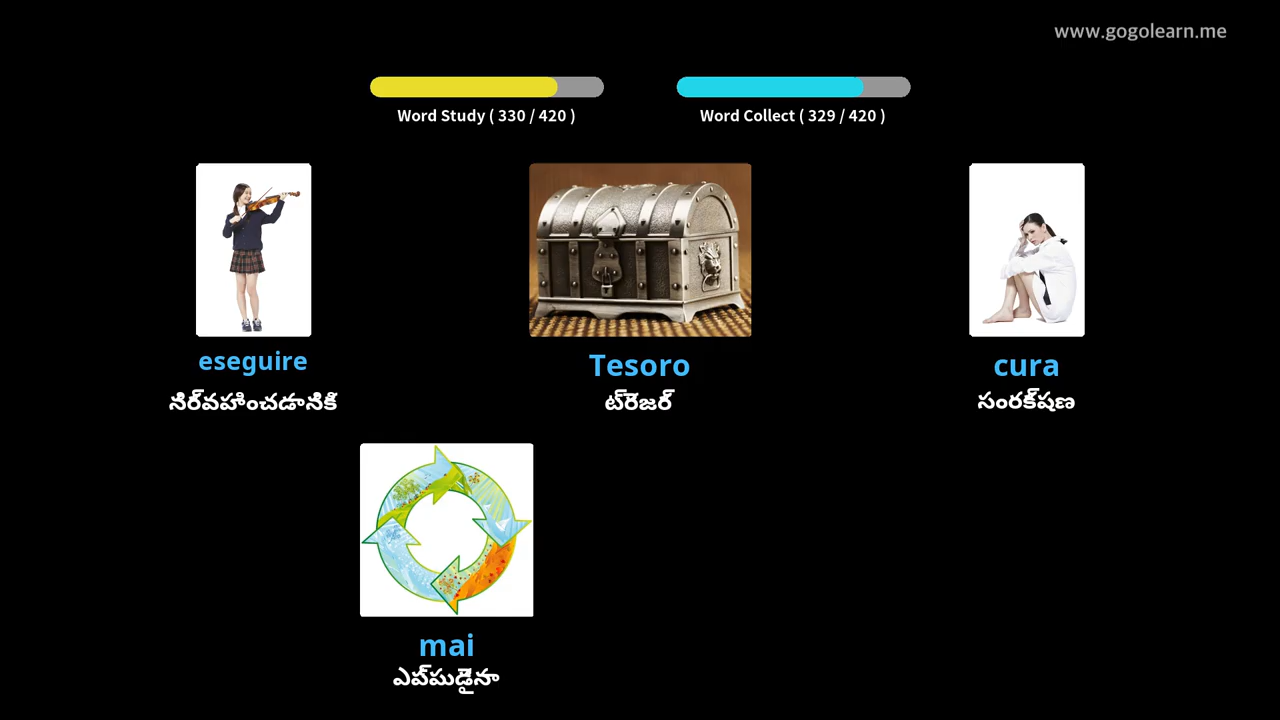 www.gogolearn.me
Word Study ( 330 / 420 )
Word Collect ( 329 / 420 )
eseguire
Tesoro
cura
నిర్వహించడానికి
ట్రెజర్
సంరక్షణ
mai
ఎప్పుడైనా